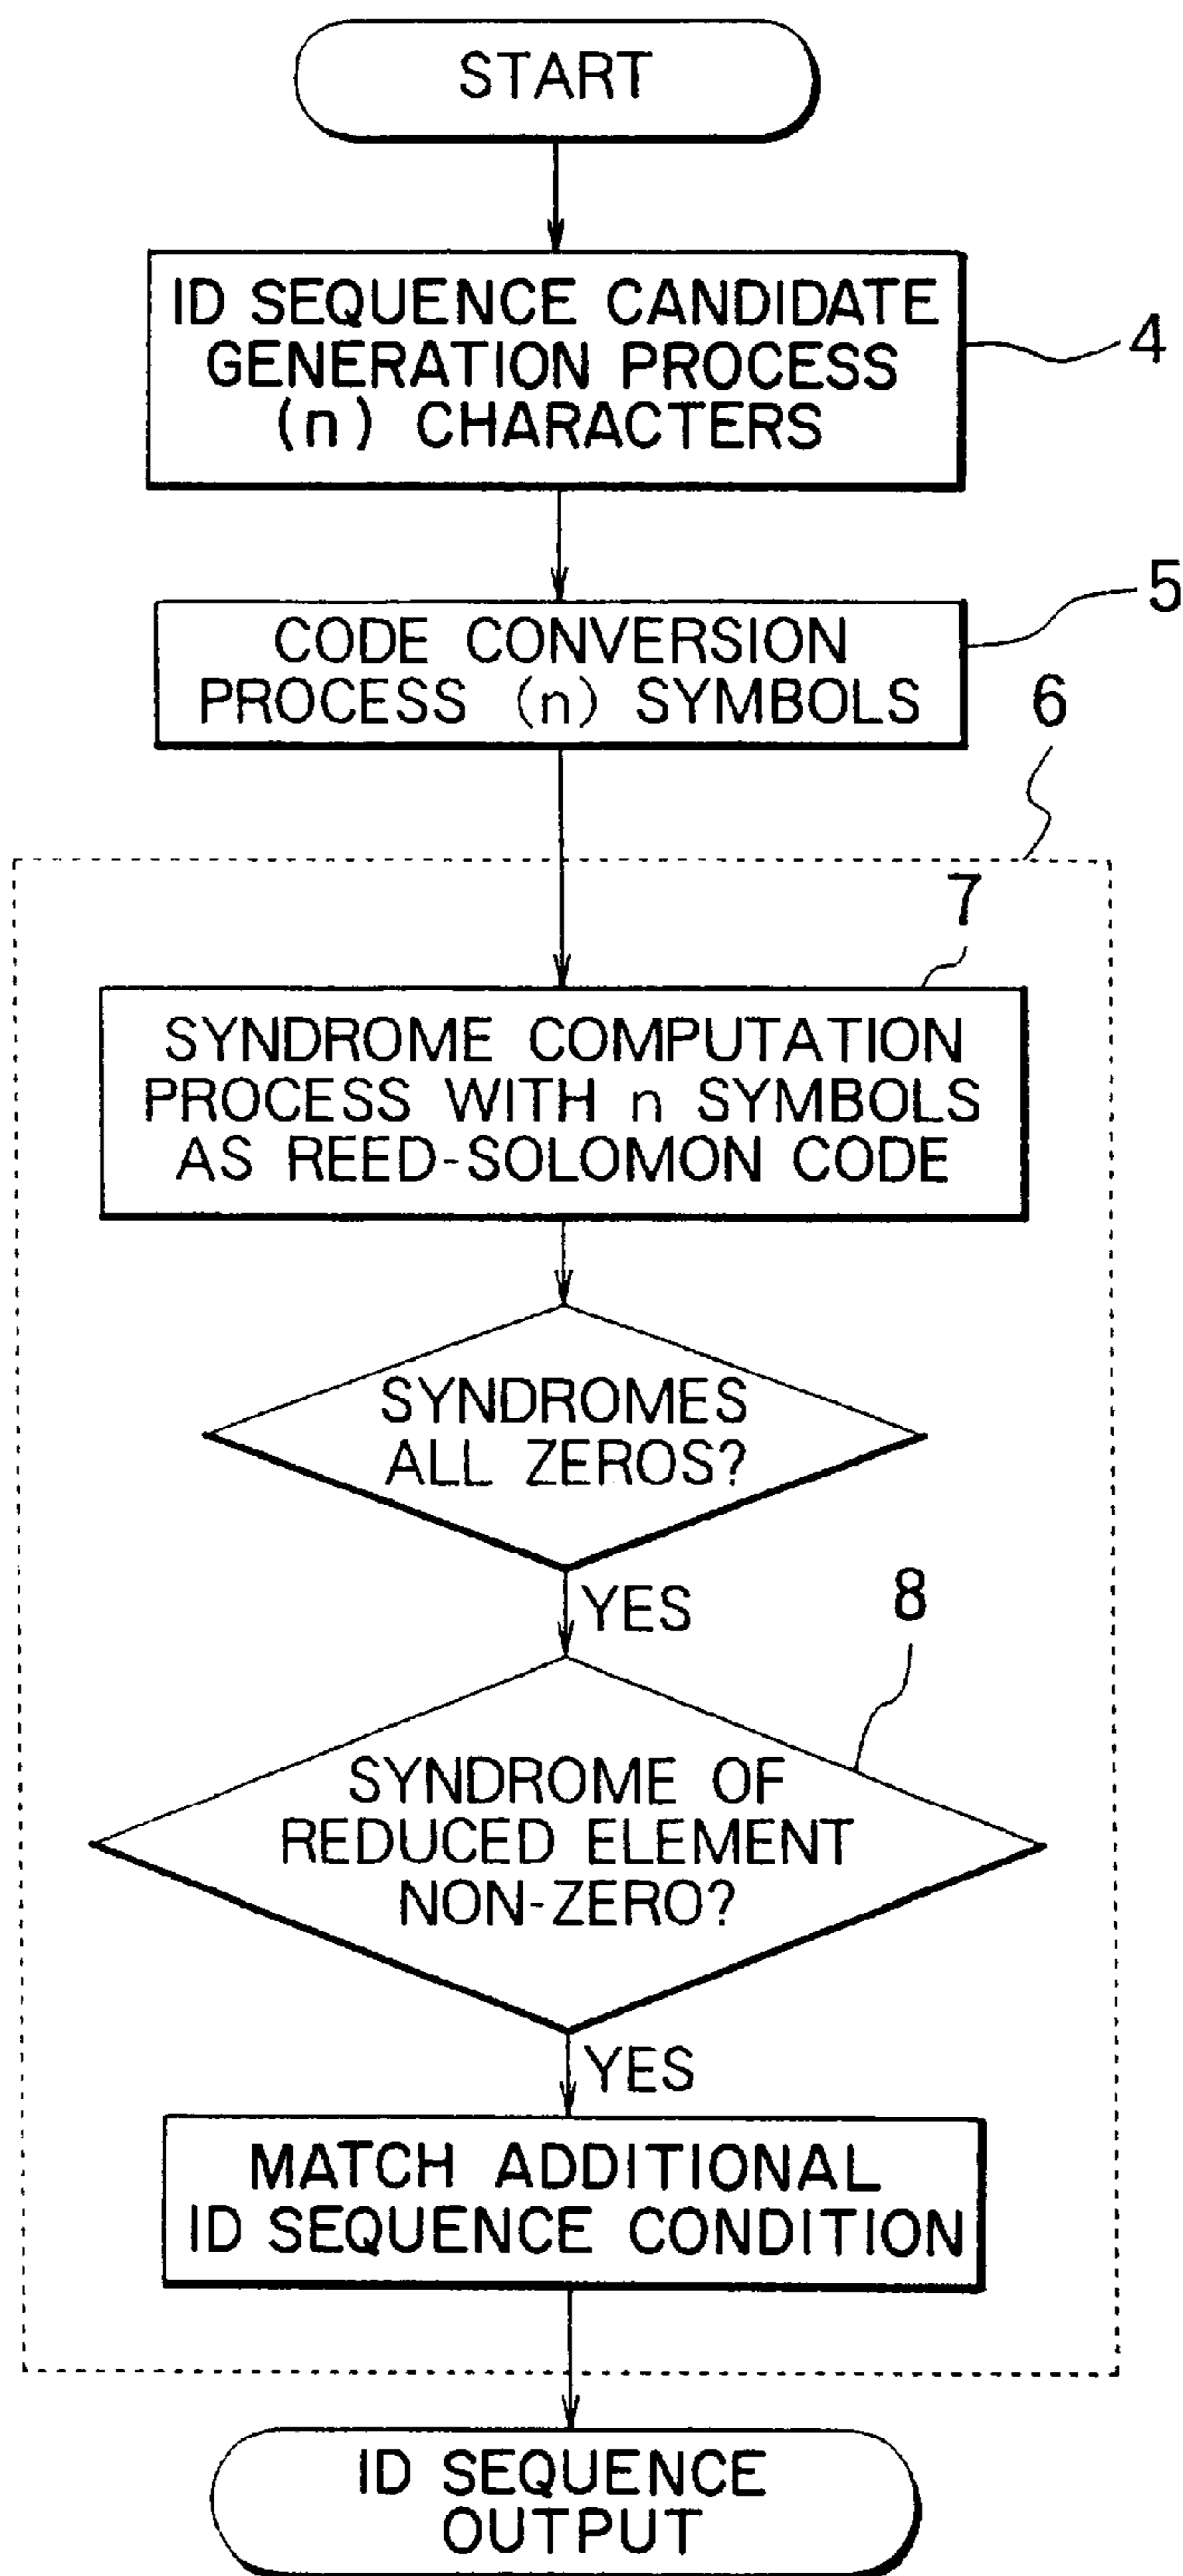 START
ID SEQUENCE CANDIDATE
GENERATION PROCESS
(n) CHARACTERS
4
CODE CONVERSION
PROCESS (n) SYMBOLS
5
6
7
SYNDROME COMPUTATION
PROCESS WITH n SYMBOLS
AS REED-SOLOMON CODE
SYNDROMES
ALL ZEROS?
YES
8
SYNDROME OF
REDUCED ELEMENT
NON-ZERO?
YES
MATCH ADDITIONAL
ID SEQUENCE CONDITION
ID SEQUENCE
OUTPUT